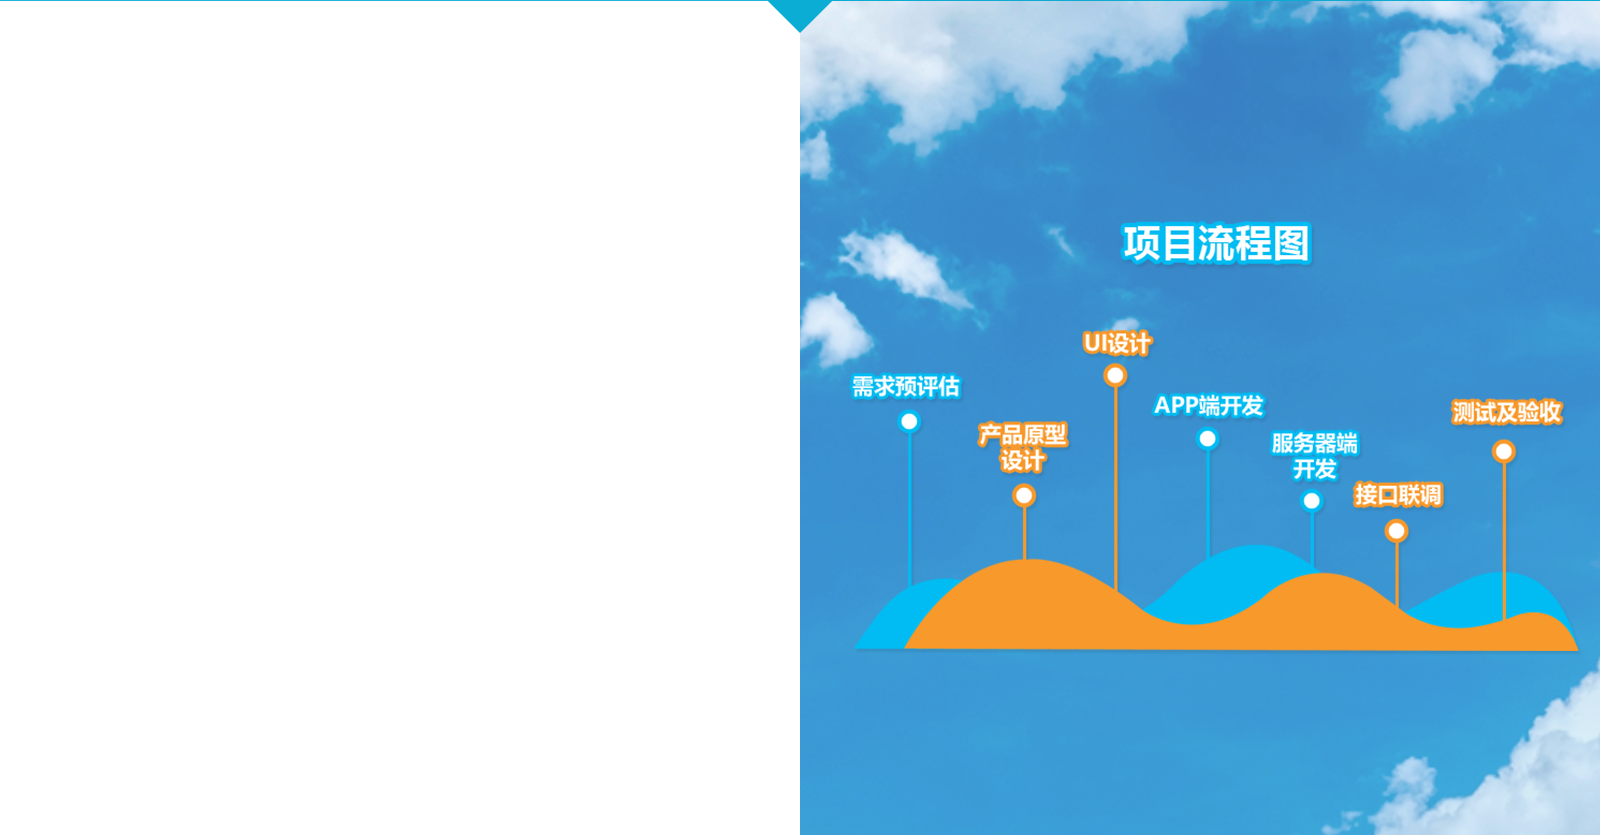 项目流程图
需求预评估
产品原型
设计
UI设计
APP端开发
服务器端
开发
接口联调
测试及验收